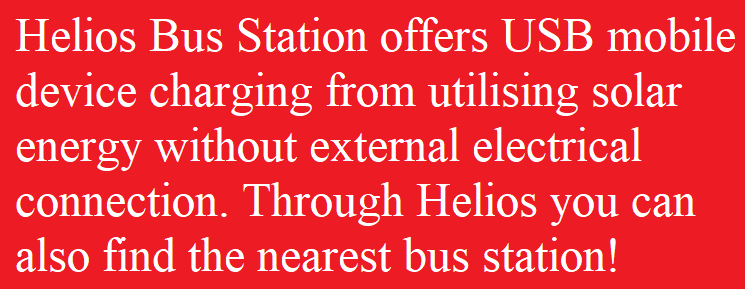 Helios Bus Station offers USB mobile
device charging from utilising solar
energy without external electrical
connection. Through Helios you can
also find the nearest bus station!